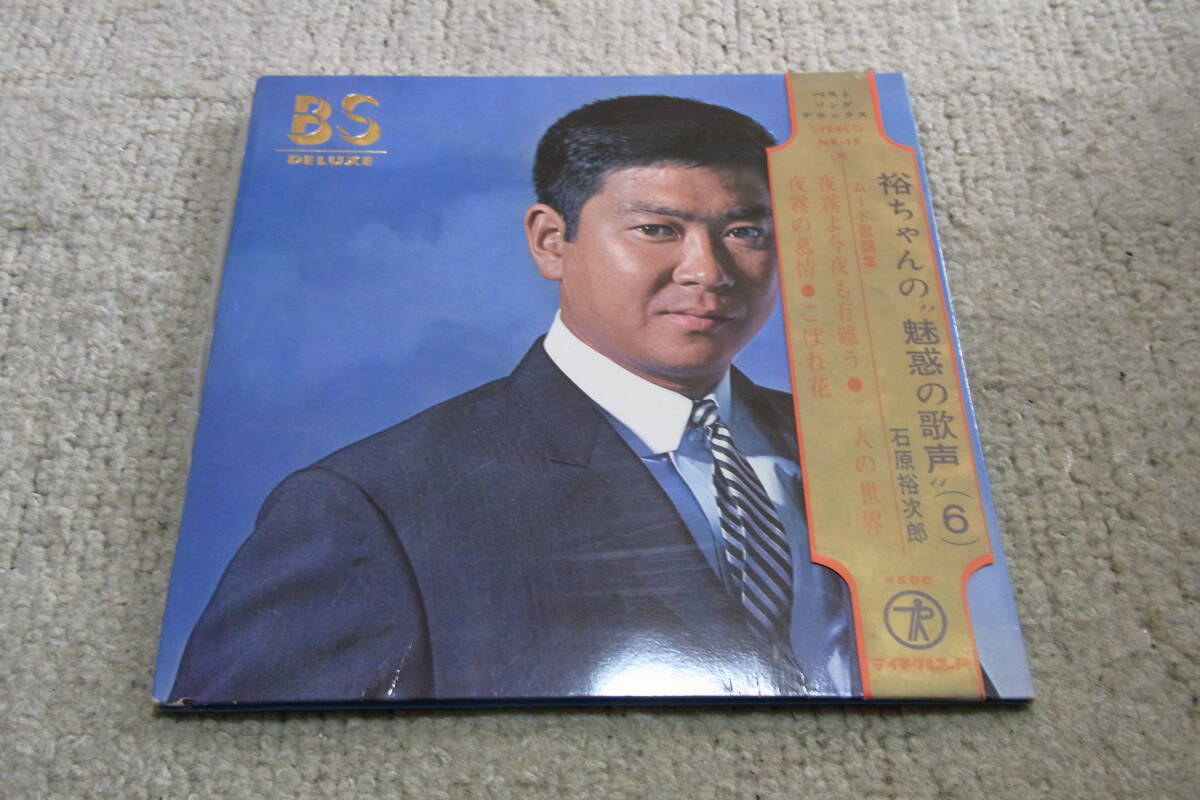 BS
DELUXE
ベスト
ソング
デラックス
STEREO
NX-15
裕ちゃんの〝魅惑の歌声〟(6)
石原裕次郎
ムード歌謡集
夜霧よ今夜も有難う●二人の世界
夜霧の慕情●こぼれ花
¥500
テイチクレコード